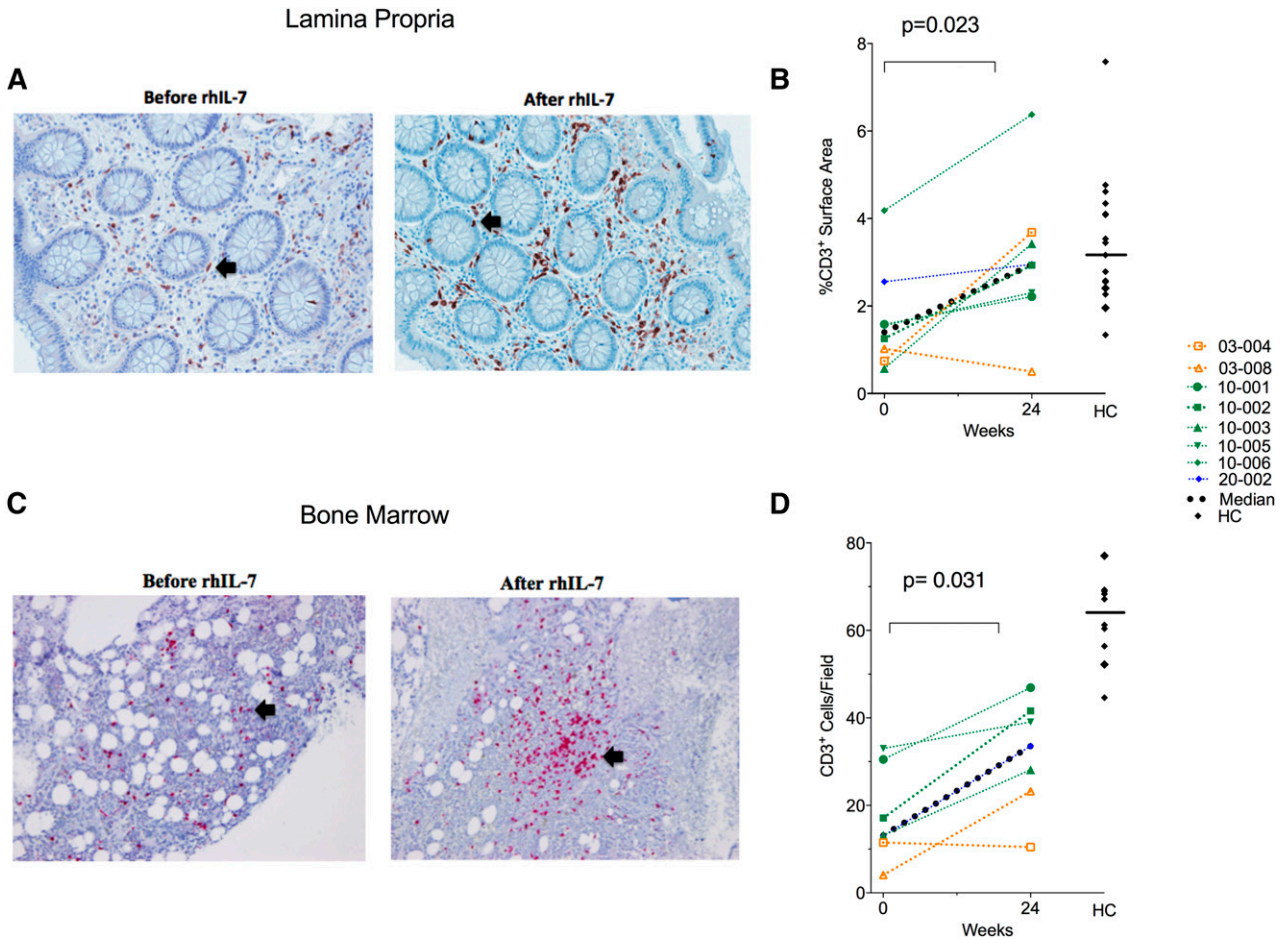 Lamina Propria
A
Before rhIL-7
After rhIL-7
B
p=0.023
%CD3+ Surface Area
8
6
4
2
0
0
24
HC
Weeks
03-004
03-008
10-001
10-002
10-003
10-005
10-006
20-002
Median
HC
C
Bone Marrow
Before rhIL-7
After rhIL-7
D
p= 0.031
CD3+ Cells/Field
80
60
40
20
0
0
24
HC
Weeks